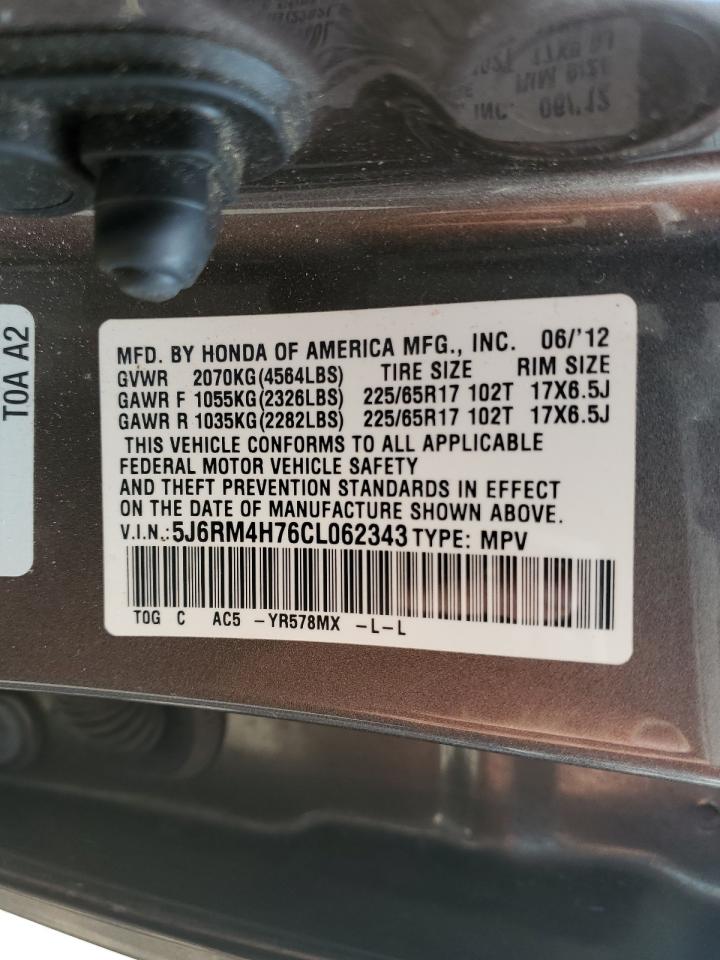 T0A A2
MFD. BY HONDA OF AMERICA MFG., INC. 06/'12
GVWR 2070KG(4564LBS) TIRE SIZE RIM SIZE
GAWR F 1055KG(2326LBS) 225/65R17 102T 17X6.5J
GAWR R 1035KG(2282LBS) 225/65R17 102T 17X6.5J
THIS VEHICLE CONFORMS TO ALL APPLICABLE
FEDERAL MOTOR VEHICLE SAFETY
AND THEFT PREVENTION STANDARDS IN EFFECT
ON THE DATE OF MANUFACTURE SHOWN ABOVE.
V.I.N.: 5J6RM4H76CL062343 TYPE: MPV
T0G C AC5 -YR578MX -L-L